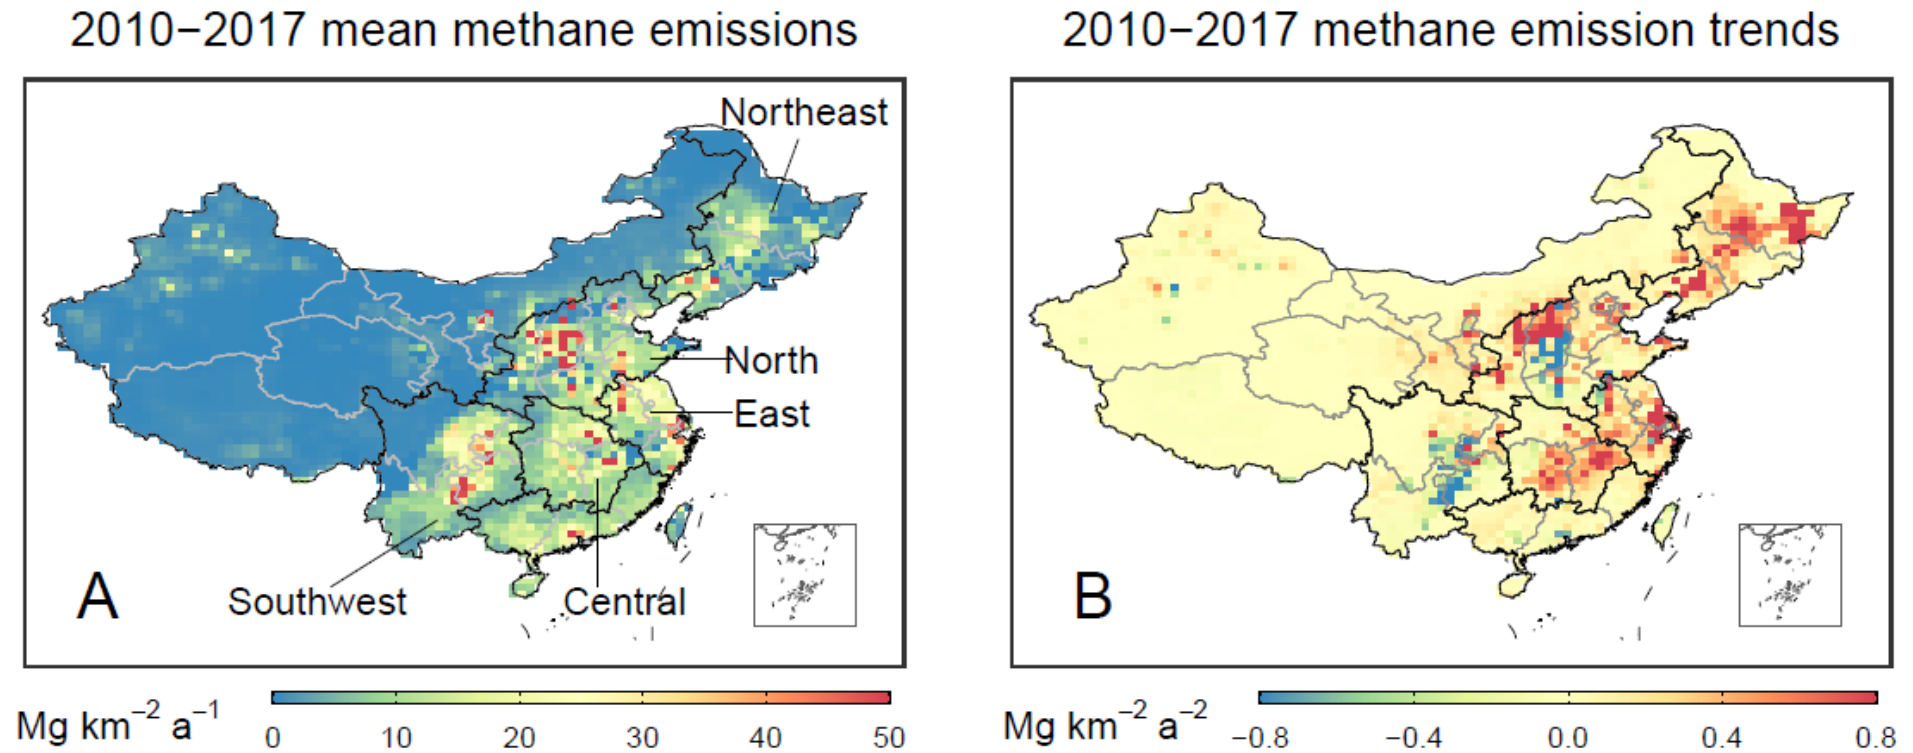 2010−2017 mean methane emissions
Northeast
North
East
Southwest
Central
A
Mg km−2 a−1
0 10 20 30 40 50
2010−2017 methane emission trends
B
Mg km−2 a−2
−0.8 −0.4 0.0 0.4 0.8